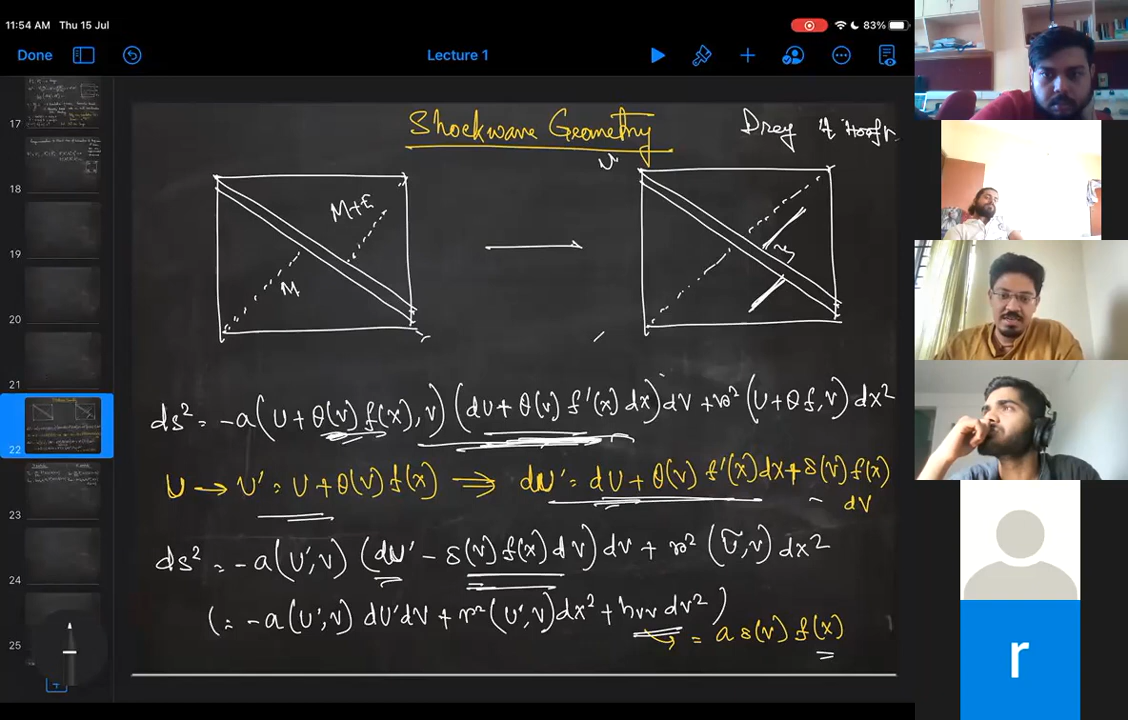 11:54 AM Thu 15 Jul
83%
Done
Lecture 1
17
18
19
20
21
22
23
24
25
Shockwave Geometry
Dray 't Hooft
M+E
M
v
ds² = -a(U + θ(v) f(x), v) (dU + θ(v) f'(x) dx) dv + r²(U + θf, v) dx²
U → U' = U + θ(v) f(x) ⟹ dU' = dU + θ(v) f'(x) dx + δ(v) f(x)
dV
ds² = -a(U', v) (dU' - δ(v) f(x) dv) dv + r² (Ũ, v) dx²
( = -a(U', v) dU' dV + r²(U', v) dx² + hvv dv² )
= a δ(v) f(x)
r